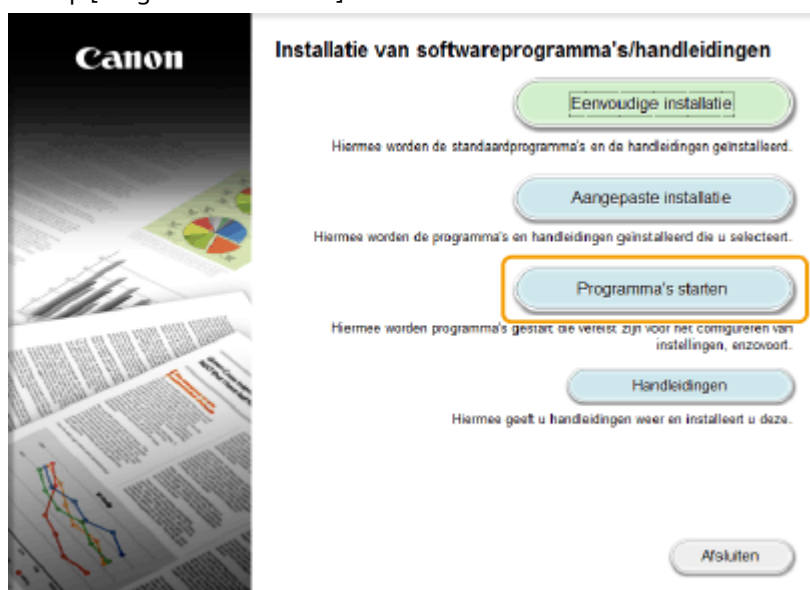 Canon
Installatie van softwareprogramma's/handleidingen
Eenvoudige installatie
Hiermee worden de standaardprogramma's en de handleidingen geïnstalleerd.
Aangepaste installatie
Hiermee worden de programma's en handleidingen geïnstalleerd die u selecteert.
Programma's starten
Hiermee worden programma's gestart die vereist zijn voor het configureren van
instellingen, enzovoort.
Handleidingen
Hiermee geeft u handleidingen weer en installeert u deze.
Afsluiten